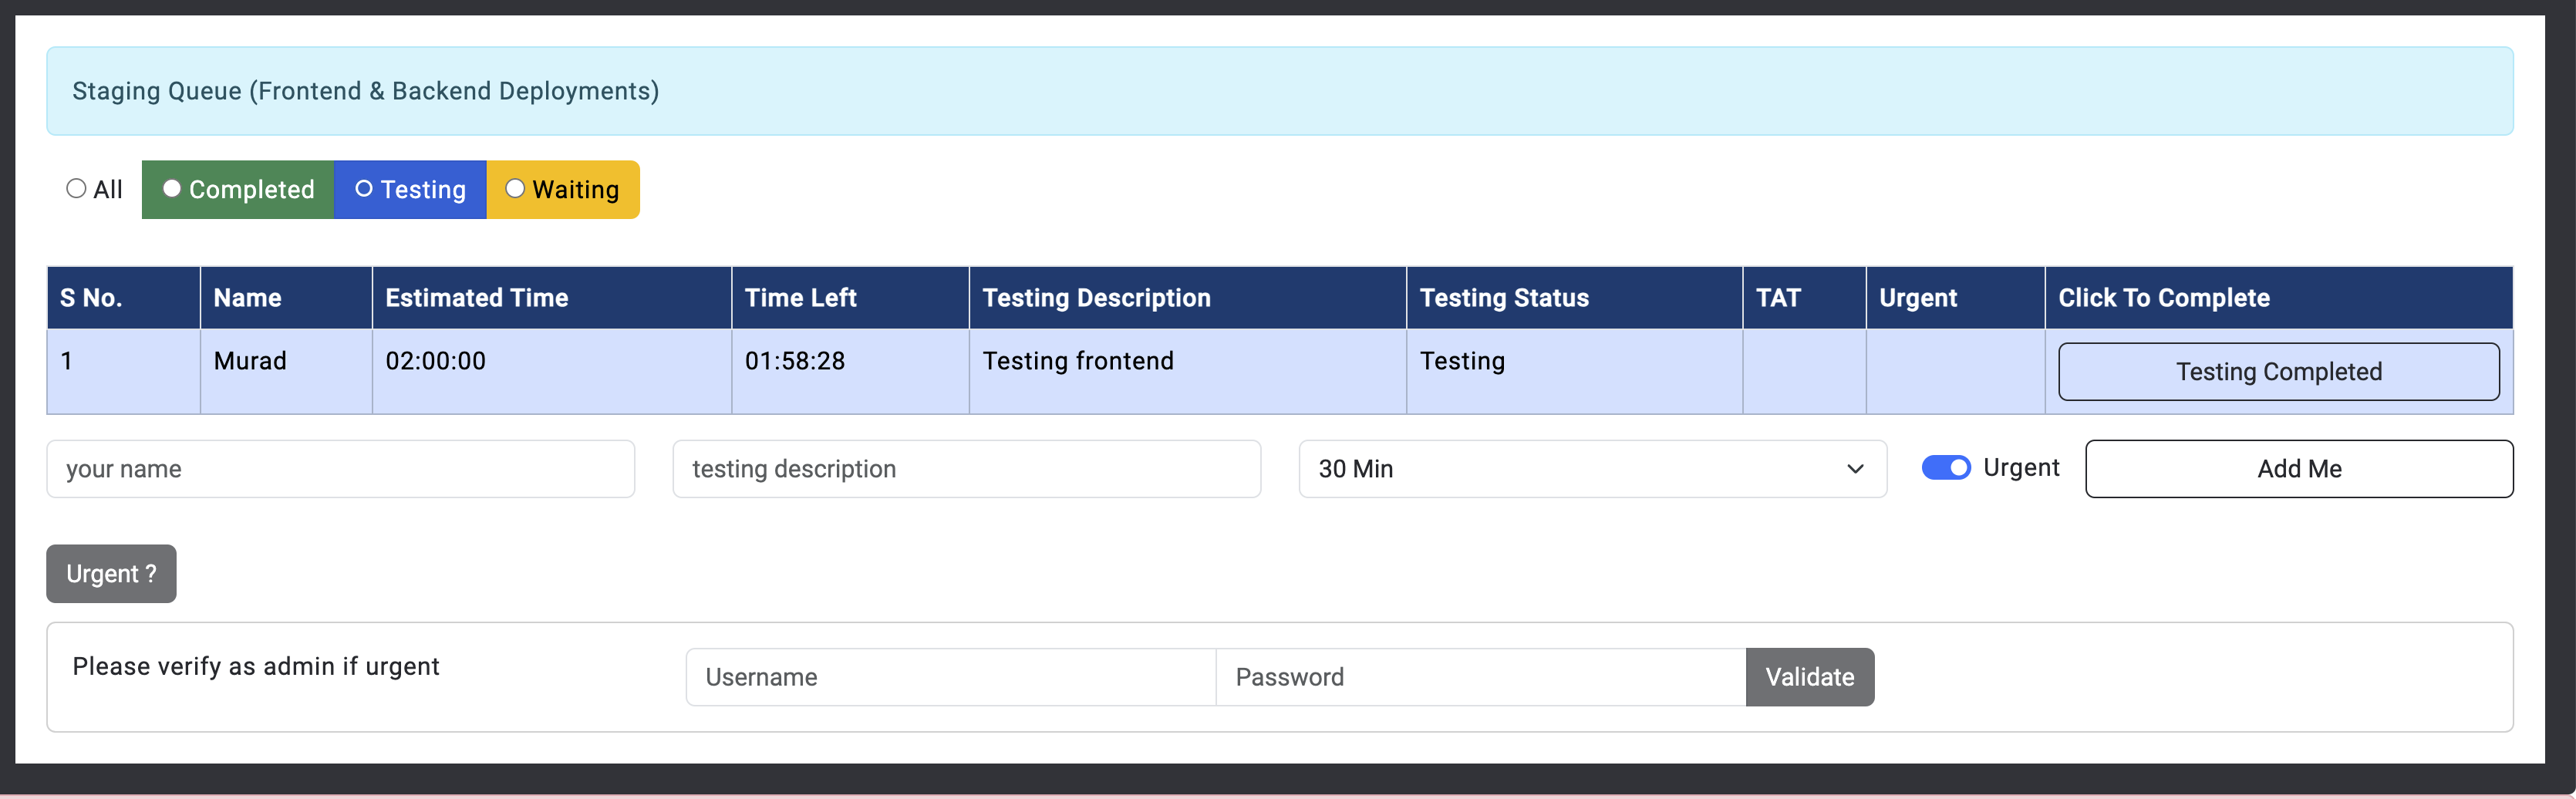 Staging Queue (Frontend & Backend Deployments)
All Completed Testing Waiting
S No. Name Estimated Time Time Left Testing Description Testing Status TAT Urgent Click To Complete
1 Murad 02:00:00 01:58:28 Testing frontend Testing Testing Completed
your name testing description 30 Min Urgent Add Me
Urgent ?
Please verify as admin if urgent Username Password Validate